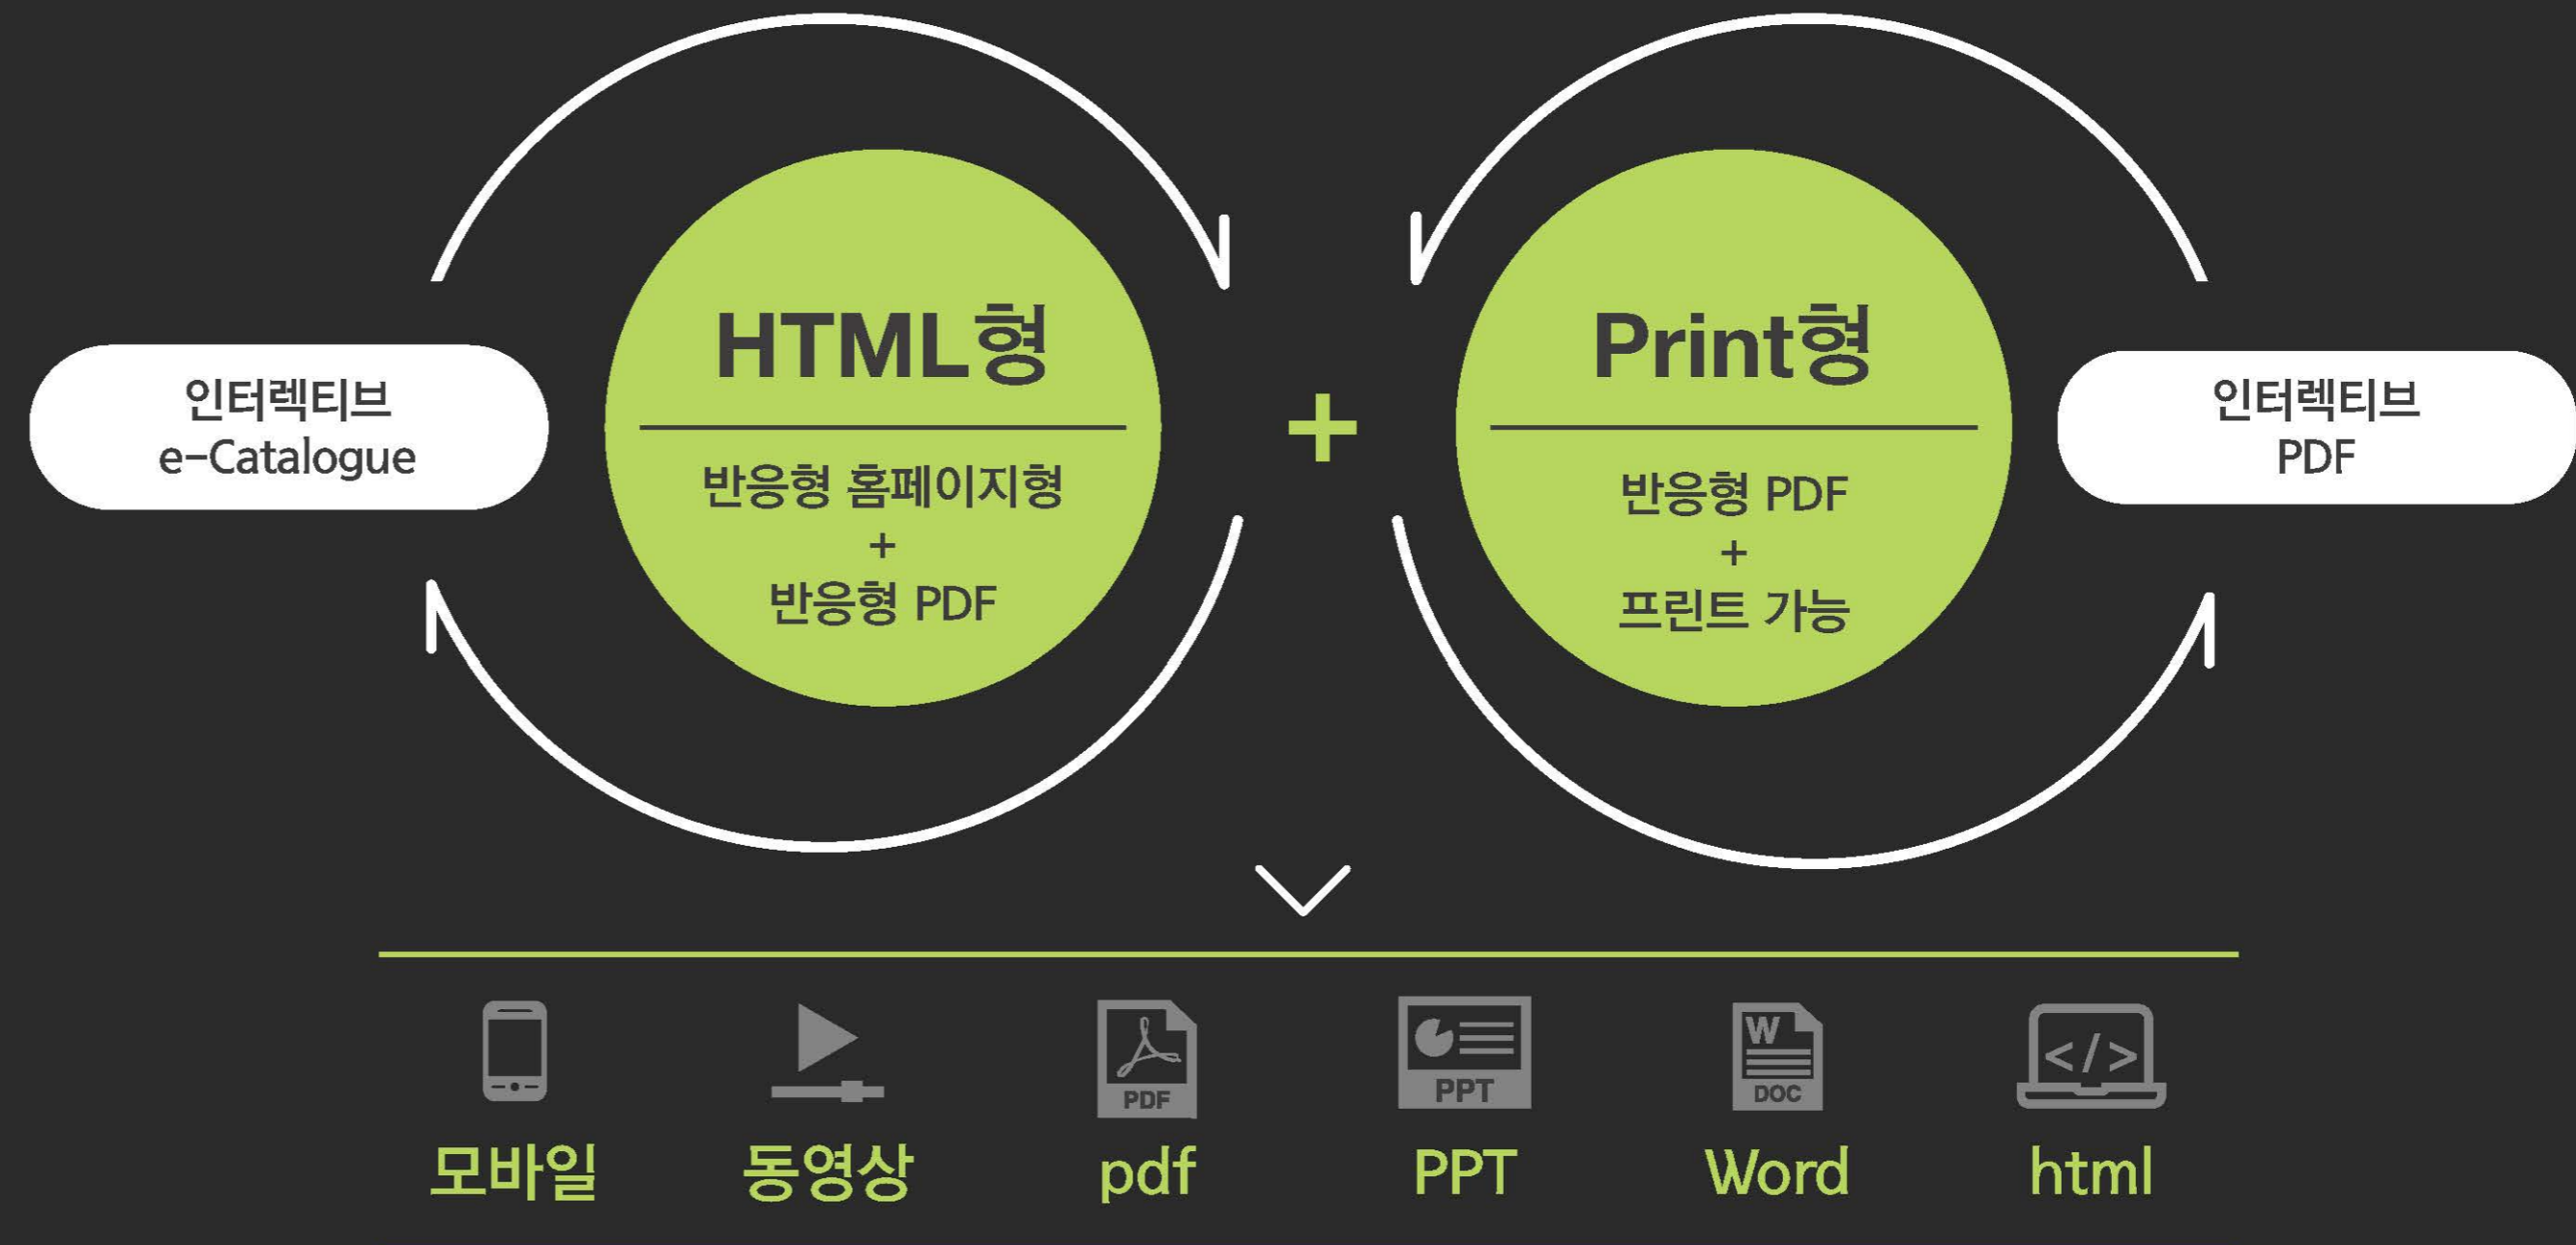 인터렉티브
e-Catalogue
HTML형
반응형 홈페이지형
+
반응형 PDF
+
Print형
반응형 PDF
+
프린트 가능
인터렉티브
PDF
PDF
PPT
W
DOC
</>
모바일
동영상
pdf
PPT
Word
html